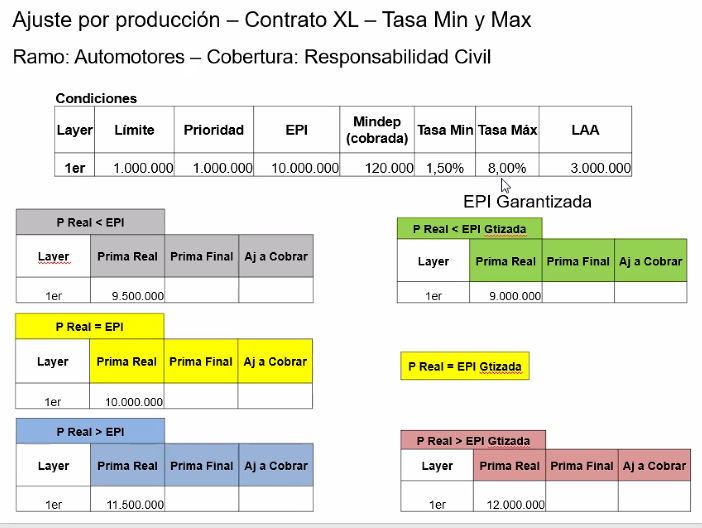 Ajuste por producción – Contrato XL – Tasa Min y Max
Ramo: Automotores – Cobertura: Responsabilidad Civil
Condiciones
Layer Límite Prioridad EPI Mindep (cobrada) Tasa Min Tasa Máx LAA
1er 1.000.000 1.000.000 10.000.000 120.000 1,50% 8,00% 3.000.000
EPI Garantizada
P Real < EPI
Layer Prima Real Prima Final Aj a Cobrar
1er 9.500.000
P Real < EPI Gtizada
Layer Prima Real Prima Final Aj a Cobrar
1er 9.000.000
P Real = EPI
Layer Prima Real Prima Final Aj a Cobrar
1er 10.000.000
P Real = EPI Gtizada
P Real > EPI
Layer Prima Real Prima Final Aj a Cobrar
1er 11.500.000
P Real > EPI Gtizada
Layer Prima Real Prima Final Aj a Cobrar
1er 12.000.000